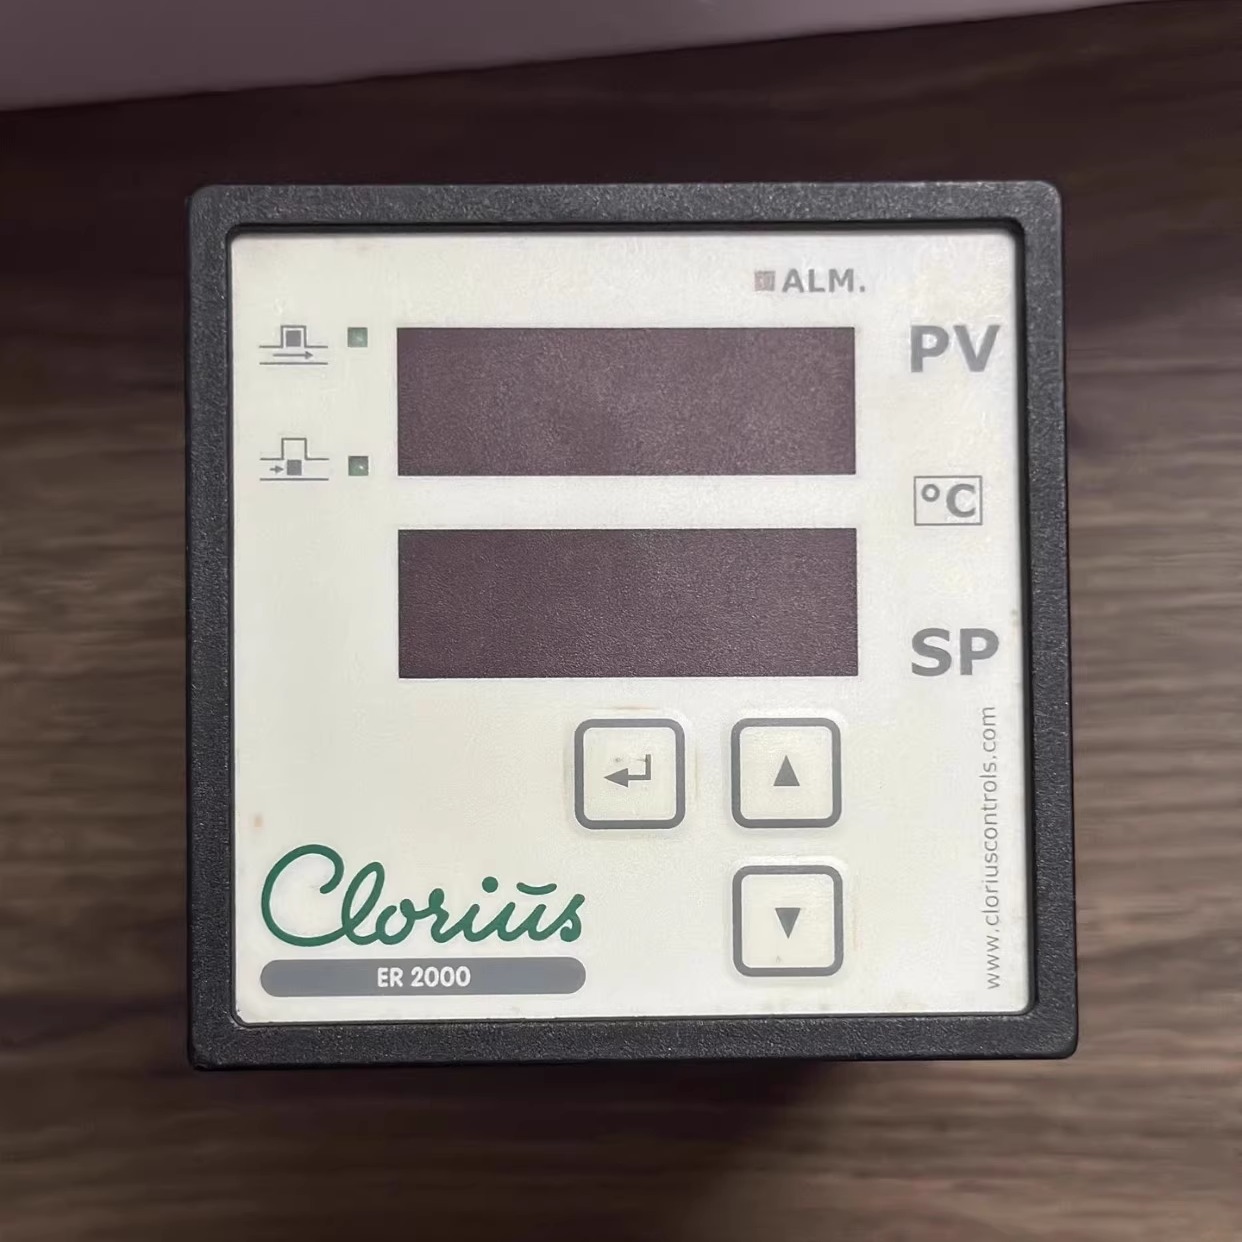 ALM.
PV
°C
SP
www.cloriuscontrols.com
Clorius
ER 2000